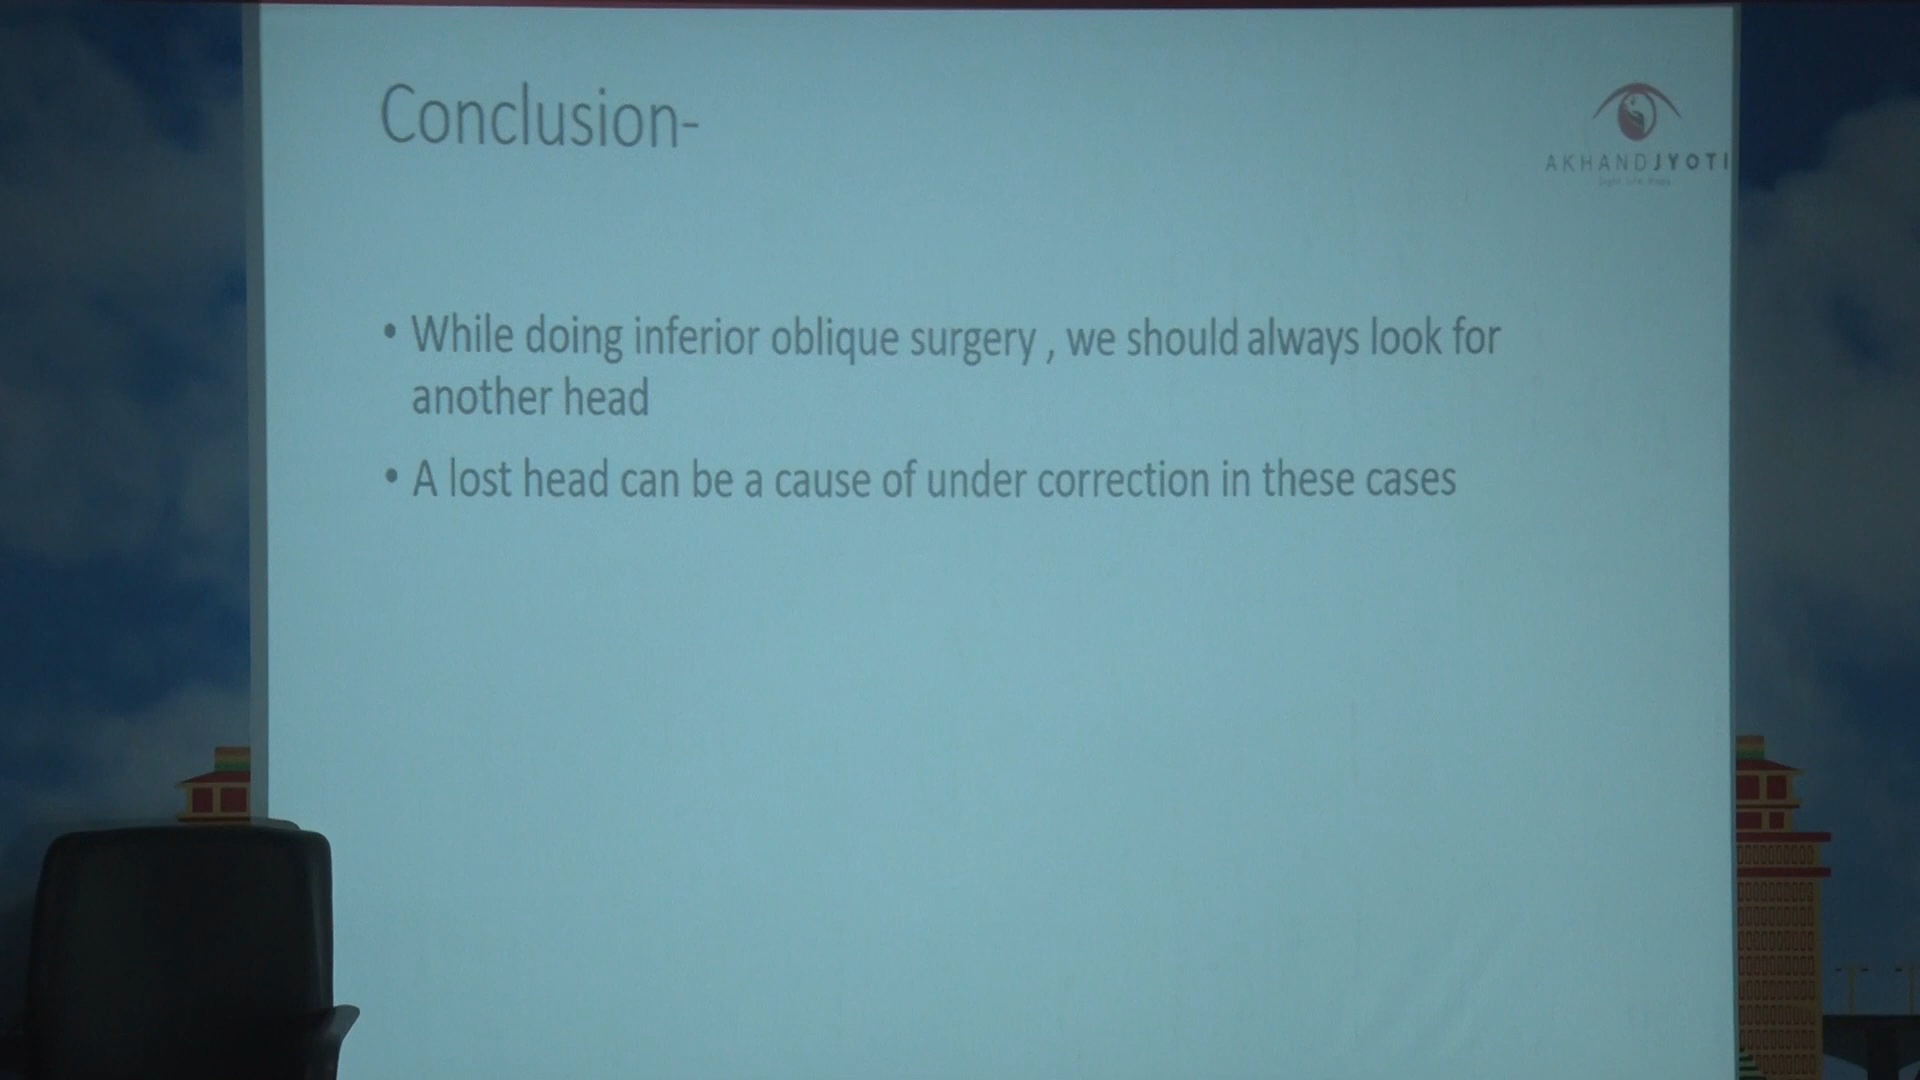 Conclusion-
AKHANDJYOTI
• While doing inferior oblique surgery , we should always look for
another head
• A lost head can be a cause of under correction in these cases